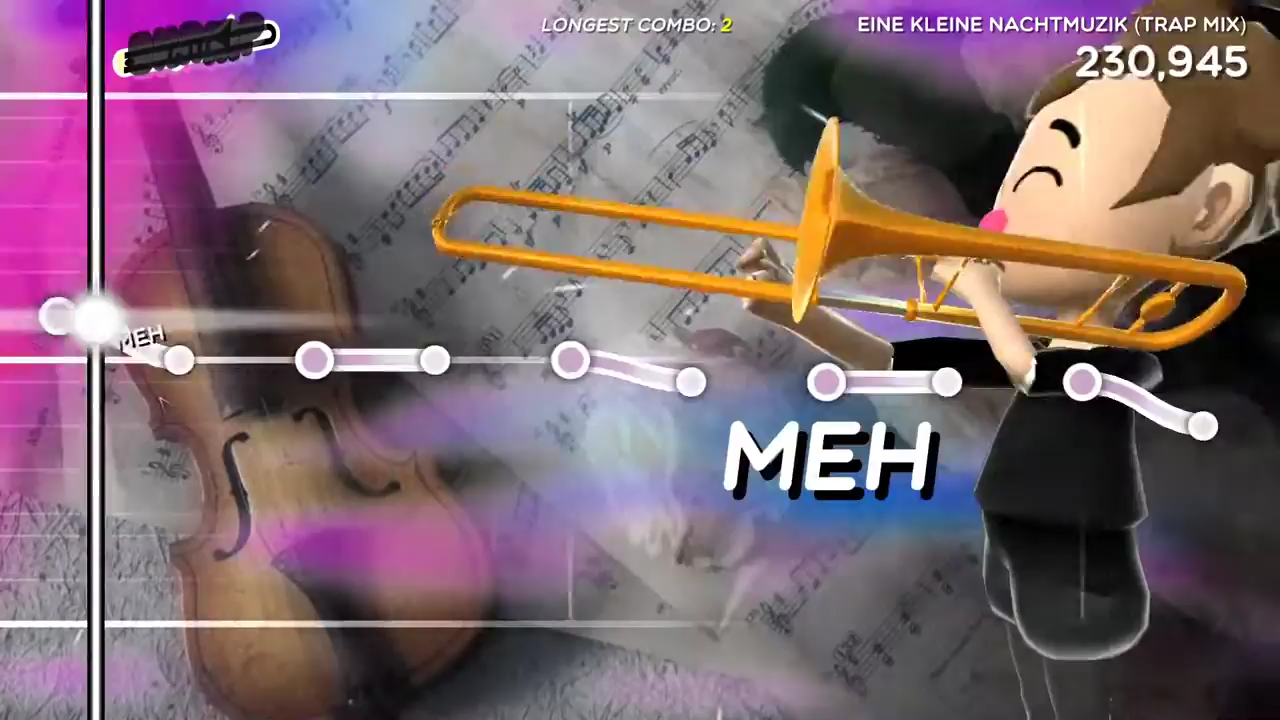 LONGEST COMBO: 2
EINE KLEINE NACHTMUZIK (TRAP MIX)
230,945
MEH
MEH